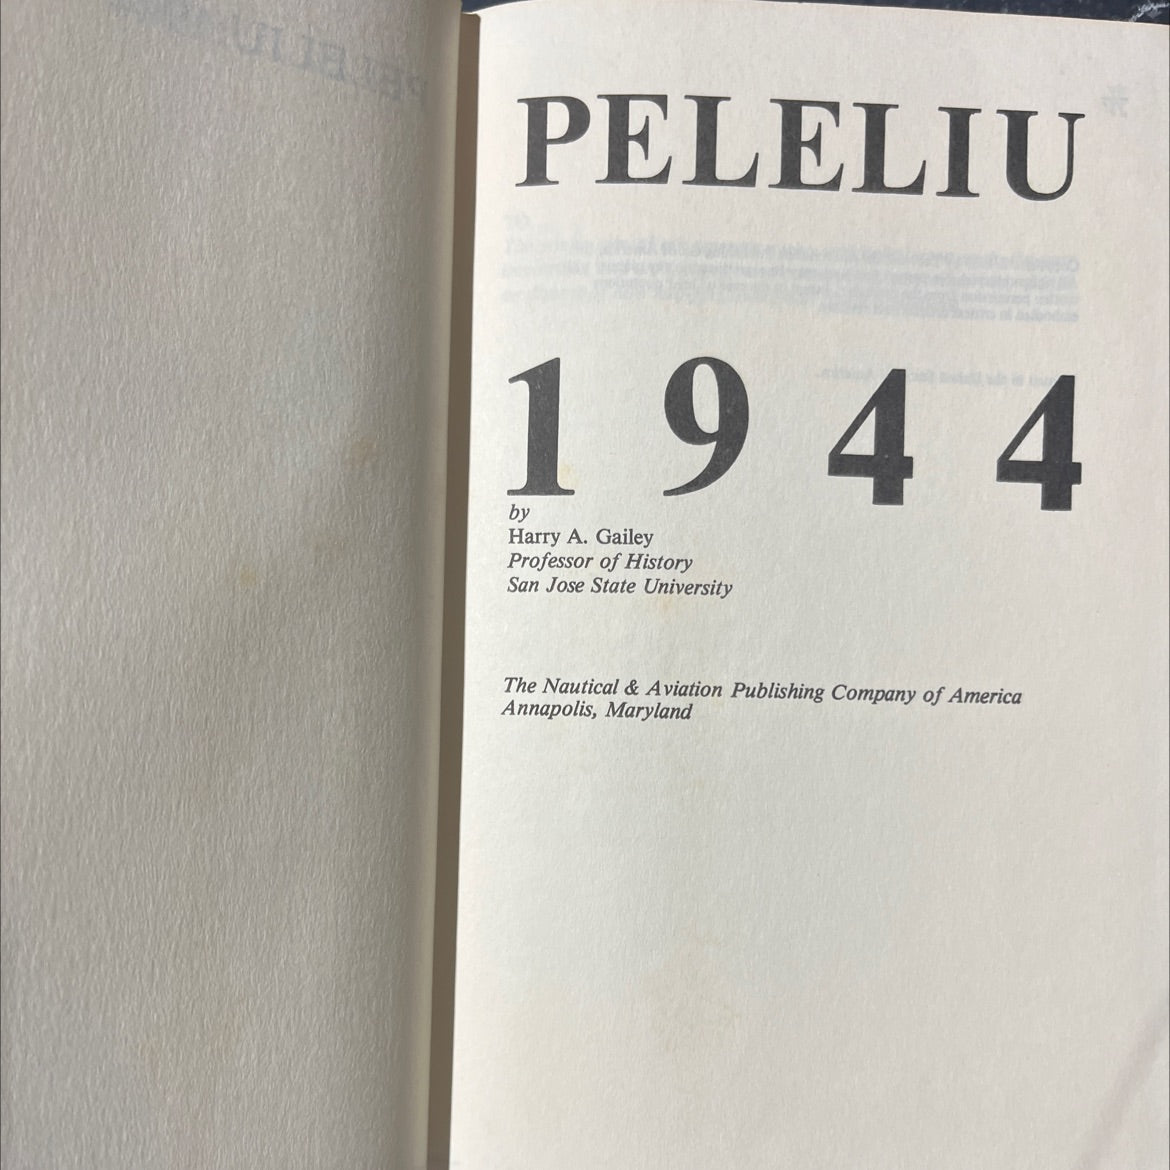 PELELIU
1944
by
Harry A. Gailey
Professor of History
San Jose State University
The Nautical & Aviation Publishing Company of America
Annapolis, Maryland